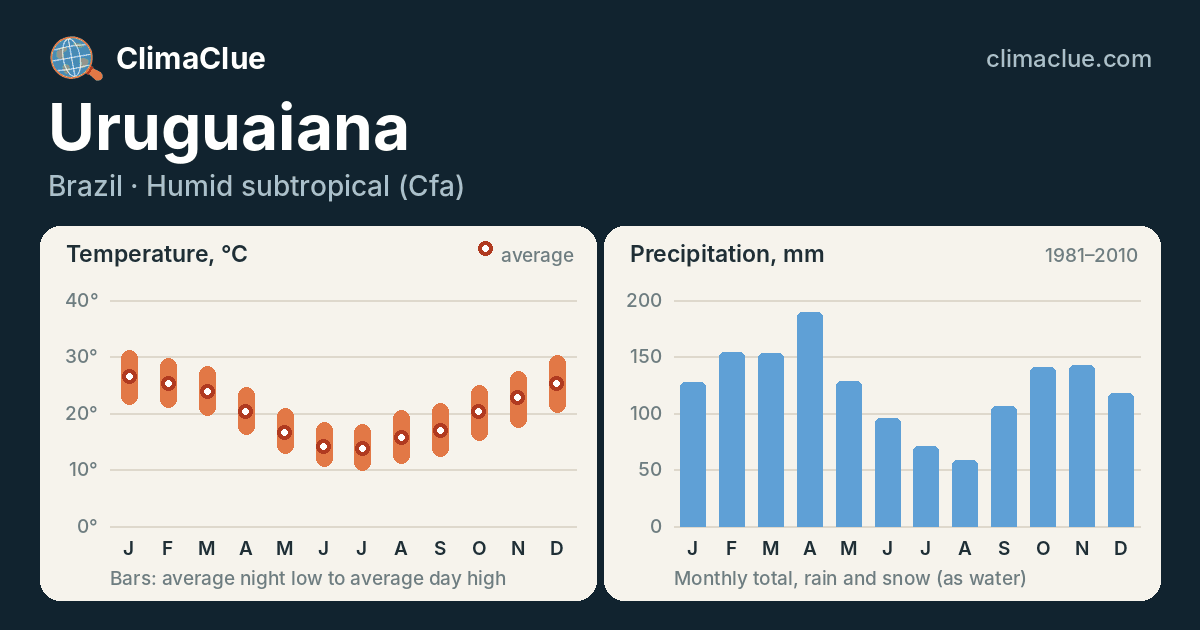 ClimaClue
climaclue.com
Uruguaiana
Brazil · Humid subtropical (Cfa)
Temperature, °C
average
40°
30°
20°
10°
0°
J F M A M J J A S O N D
Bars: average night low to average day high
Precipitation, mm
1981–2010
200
150
100
50
0
J F M A M J J A S O N D
Monthly total, rain and snow (as water)